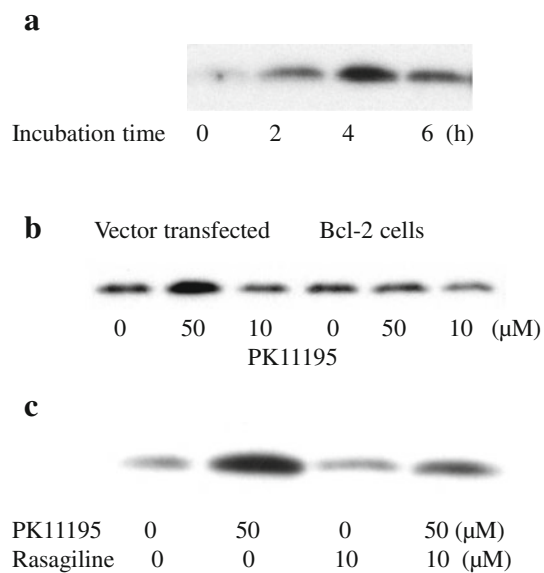 a
Incubation time 0 2 4 6 (h)
b
Vector transfected Bcl-2 cells
0 50 10 0 50 10 (µM)
PK11195
c
PK11195 0 50 0 50 (µM)
Rasagiline 0 0 10 10 (µM)